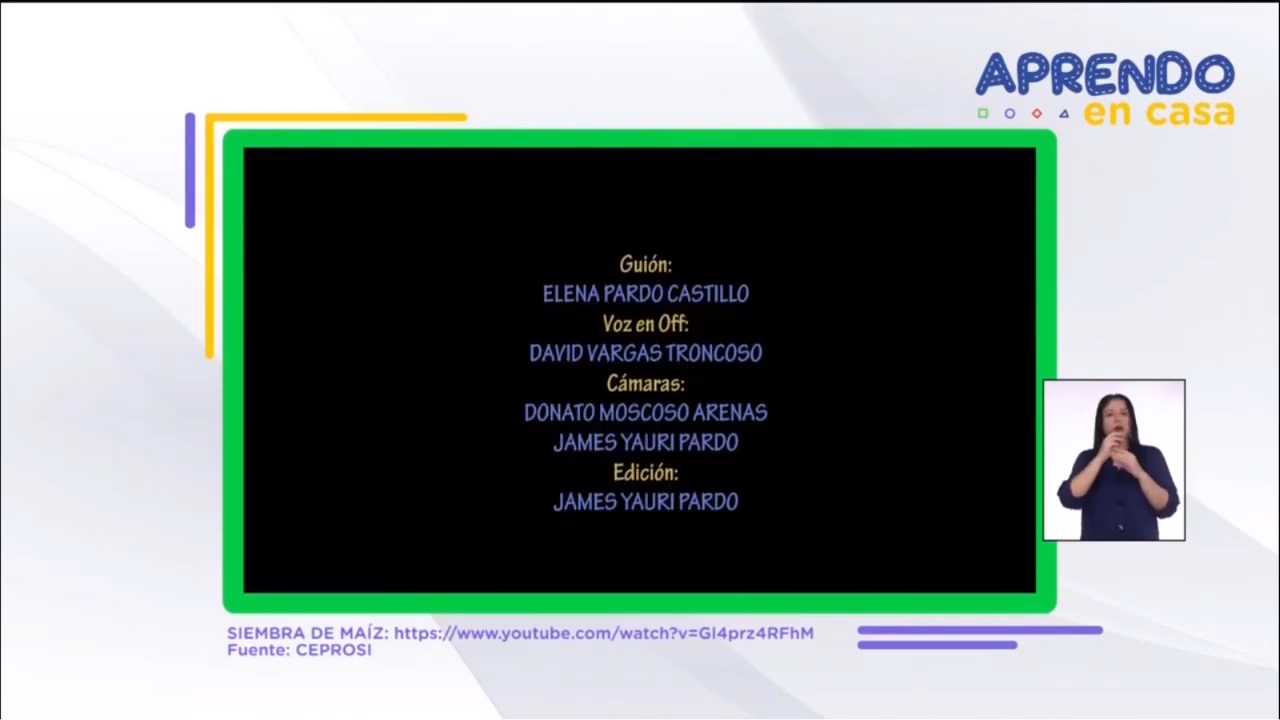 APRENDO
en casa
Guión:
ELENA PARDO CASTILLO
Voz en Off:
DAVID VARGAS TRONCOSO
Cámaras:
DONATO MOSCOSO ARENAS
JAMES YAURI PARDO
Edición:
JAMES YAURI PARDO
SIEMBRA DE MAÍZ: https://www.youtube.com/watch?v=Gl4prz4RFhM
Fuente: CEPROSI